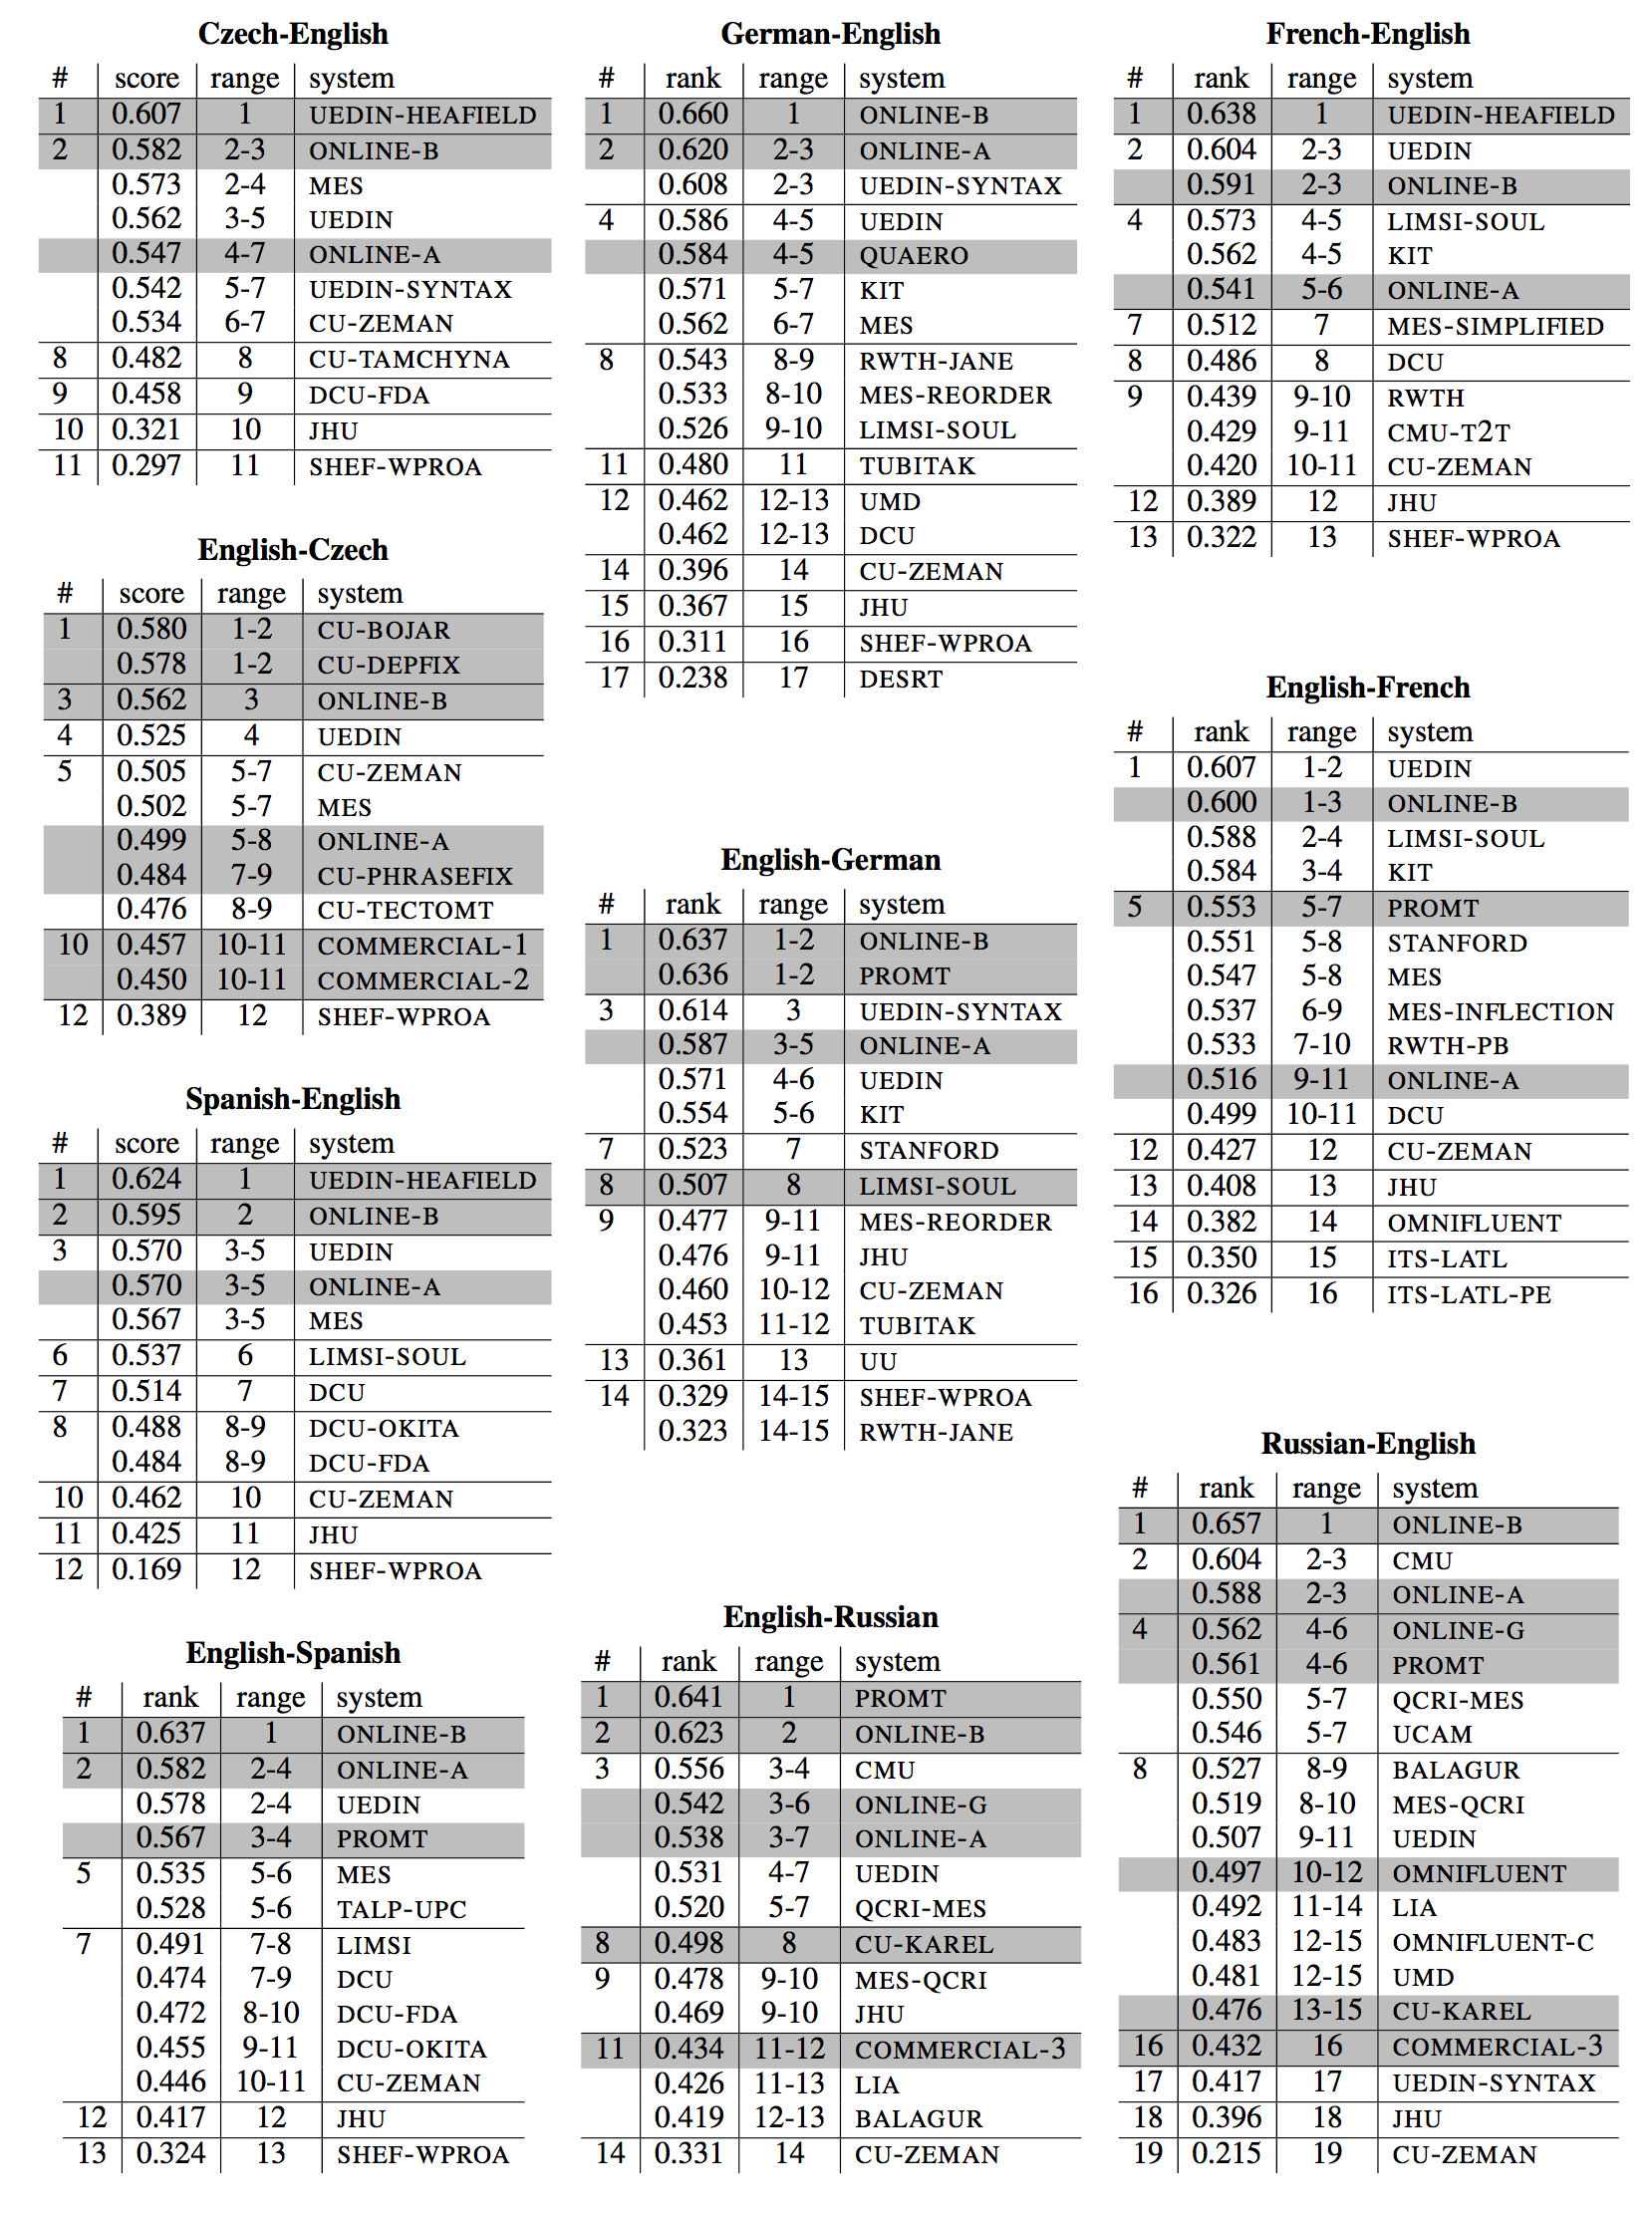 Czech-English
# score range system
1 0.607 1 UEDIN-HEAFIELD
2 0.582 2-3 ONLINE-B
0.573 2-4 MES
0.562 3-5 UEDIN
0.547 4-7 ONLINE-A
0.542 5-7 UEDIN-SYNTAX
0.534 6-7 CU-ZEMAN
8 0.482 8 CU-TAMCHYNA
9 0.458 9 DCU-FDA
10 0.321 10 JHU
11 0.297 11 SHEF-WPROA
English-Czech
# score range system
1 0.580 1-2 CU-BOJAR
0.578 1-2 CU-DEPFIX
3 0.562 3 ONLINE-B
4 0.525 4 UEDIN
5 0.505 5-7 CU-ZEMAN
0.502 5-7 MES
0.499 5-8 ONLINE-A
0.484 7-9 CU-PHRASEFIX
0.476 8-9 CU-TECTOMT
10 0.457 10-11 COMMERCIAL-1
0.450 10-11 COMMERCIAL-2
12 0.389 12 SHEF-WPROA
Spanish-English
# score range system
1 0.624 1 UEDIN-HEAFIELD
2 0.595 2 ONLINE-B
3 0.570 3-5 UEDIN
0.570 3-5 ONLINE-A
0.567 3-5 MES
6 0.537 6 LIMSI-SOUL
7 0.514 7 DCU
8 0.488 8-9 DCU-OKITA
0.484 8-9 DCU-FDA
10 0.462 10 CU-ZEMAN
11 0.425 11 JHU
12 0.169 12 SHEF-WPROA
English-Spanish
# rank range system
1 0.637 1 ONLINE-B
2 0.582 2-4 ONLINE-A
0.578 2-4 UEDIN
0.567 3-4 PROMT
5 0.535 5-6 MES
0.528 5-6 TALP-UPC
7 0.491 7-8 LIMSI
0.474 7-9 DCU
0.472 8-10 DCU-FDA
0.455 9-11 DCU-OKITA
0.446 10-11 CU-ZEMAN
12 0.417 12 JHU
13 0.324 13 SHEF-WPROA
German-English
# rank range system
1 0.660 1 ONLINE-B
2 0.620 2-3 ONLINE-A
0.608 2-3 UEDIN-SYNTAX
4 0.586 4-5 UEDIN
0.584 4-5 QUAERO
0.571 5-7 KIT
0.562 6-7 MES
8 0.543 8-9 RWTH-JANE
0.533 8-10 MES-REORDER
0.526 9-10 LIMSI-SOUL
11 0.480 11 TUBITAK
12 0.462 12-13 UMD
0.462 12-13 DCU
14 0.396 14 CU-ZEMAN
15 0.367 15 JHU
16 0.311 16 SHEF-WPROA
17 0.238 17 DESRT
English-German
# rank range system
1 0.637 1-2 ONLINE-B
0.636 1-2 PROMT
3 0.614 3 UEDIN-SYNTAX
0.587 3-5 ONLINE-A
0.571 4-6 UEDIN
0.554 5-6 KIT
7 0.523 7 STANFORD
8 0.507 8 LIMSI-SOUL
9 0.477 9-11 MES-REORDER
0.476 9-11 JHU
0.460 10-12 CU-ZEMAN
0.453 11-12 TUBITAK
13 0.361 13 UU
14 0.329 14-15 SHEF-WPROA
0.323 14-15 RWTH-JANE
English-Russian
# rank range system
1 0.641 1 PROMT
2 0.623 2 ONLINE-B
3 0.556 3-4 CMU
0.542 3-6 ONLINE-G
0.538 3-7 ONLINE-A
0.531 4-7 UEDIN
0.520 5-7 QCRI-MES
8 0.498 8 CU-KAREL
9 0.478 9-10 MES-QCRI
0.469 9-10 JHU
11 0.434 11-12 COMMERCIAL-3
0.426 11-13 LIA
0.419 12-13 BALAGUR
14 0.331 14 CU-ZEMAN
French-English
# rank range system
1 0.638 1 UEDIN-HEAFIELD
2 0.604 2-3 UEDIN
0.591 2-3 ONLINE-B
4 0.573 4-5 LIMSI-SOUL
0.562 4-5 KIT
0.541 5-6 ONLINE-A
7 0.512 7 MES-SIMPLIFIED
8 0.486 8 DCU
9 0.439 9-10 RWTH
0.429 9-11 CMU-T2T
0.420 10-11 CU-ZEMAN
12 0.389 12 JHU
13 0.322 13 SHEF-WPROA
English-French
# rank range system
1 0.607 1-2 UEDIN
0.600 1-3 ONLINE-B
0.588 2-4 LIMSI-SOUL
0.584 3-4 KIT
5 0.553 5-7 PROMT
0.551 5-8 STANFORD
0.547 5-8 MES
0.537 6-9 MES-INFLECTION
0.533 7-10 RWTH-PB
0.516 9-11 ONLINE-A
0.499 10-11 DCU
12 0.427 12 CU-ZEMAN
13 0.408 13 JHU
14 0.382 14 OMNIFLUENT
15 0.350 15 ITS-LATL
16 0.326 16 ITS-LATL-PE
Russian-English
# rank range system
1 0.657 1 ONLINE-B
2 0.604 2-3 CMU
0.588 2-3 ONLINE-A
4 0.562 4-6 ONLINE-G
0.561 4-6 PROMT
0.550 5-7 QCRI-MES
0.546 5-7 UCAM
8 0.527 8-9 BALAGUR
0.519 8-10 MES-QCRI
0.507 9-11 UEDIN
0.497 10-12 OMNIFLUENT
0.492 11-14 LIA
0.483 12-15 OMNIFLUENT-C
0.481 12-15 UMD
0.476 13-15 CU-KAREL
16 0.432 16 COMMERCIAL-3
17 0.417 17 UEDIN-SYNTAX
18 0.396 18 JHU
19 0.215 19 CU-ZEMAN